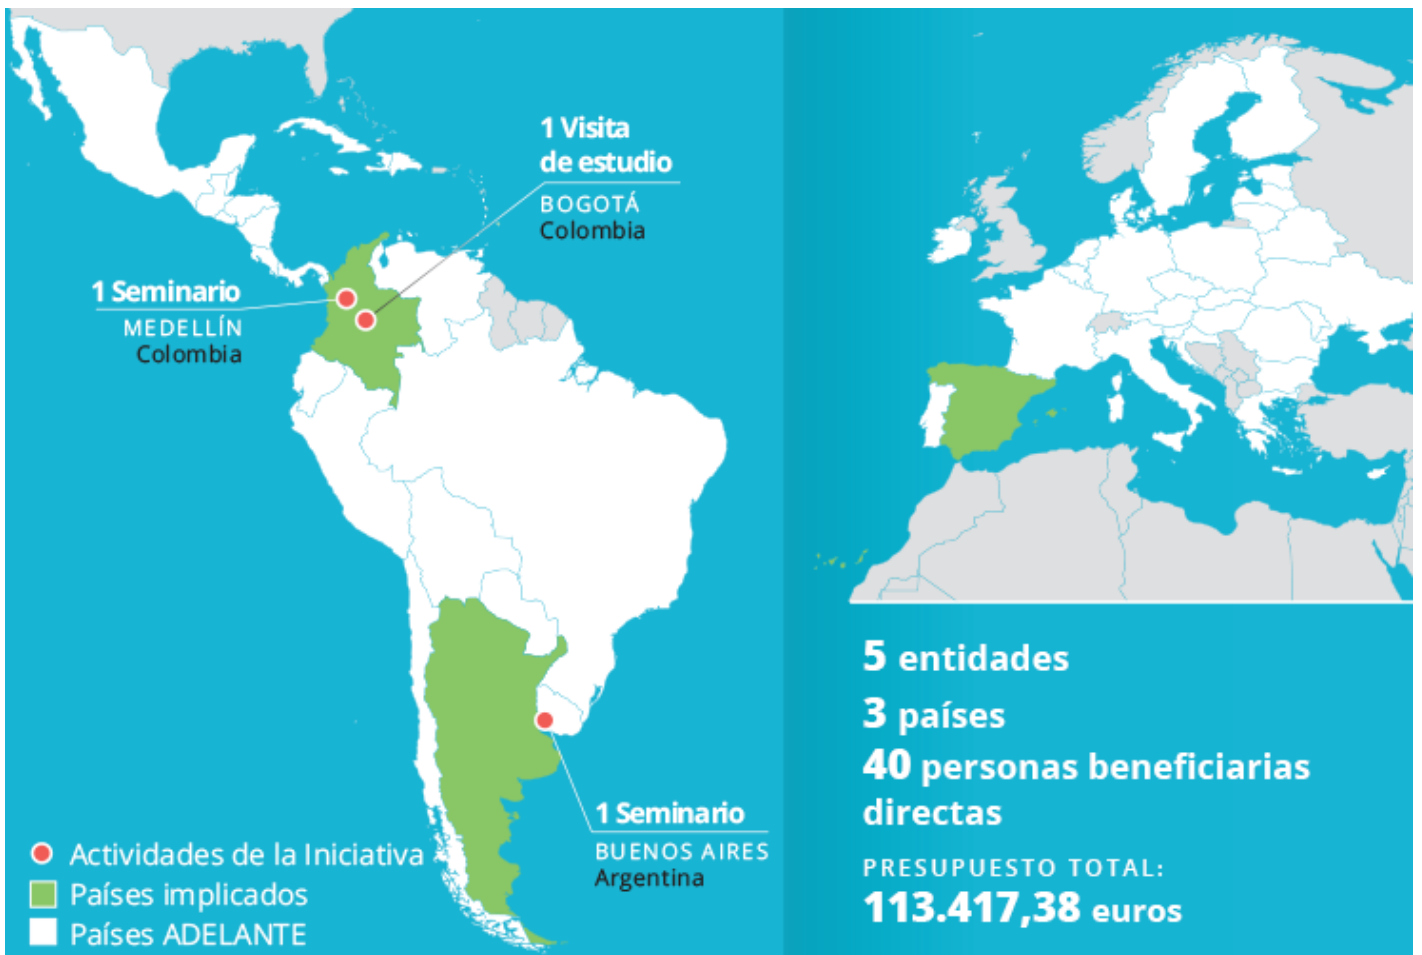 1 Visita
de estudio
BOGOTÁ
Colombia
1 Seminario
MEDELLÍN
Colombia
1 Seminario
BUENOS AIRES
Argentina
Actividades de la Iniciativa
Países implicados
Países ADELANTE
5 entidades
3 países
40 personas beneficiarias
directas
PRESUPUESTO TOTAL:
113.417,38 euros